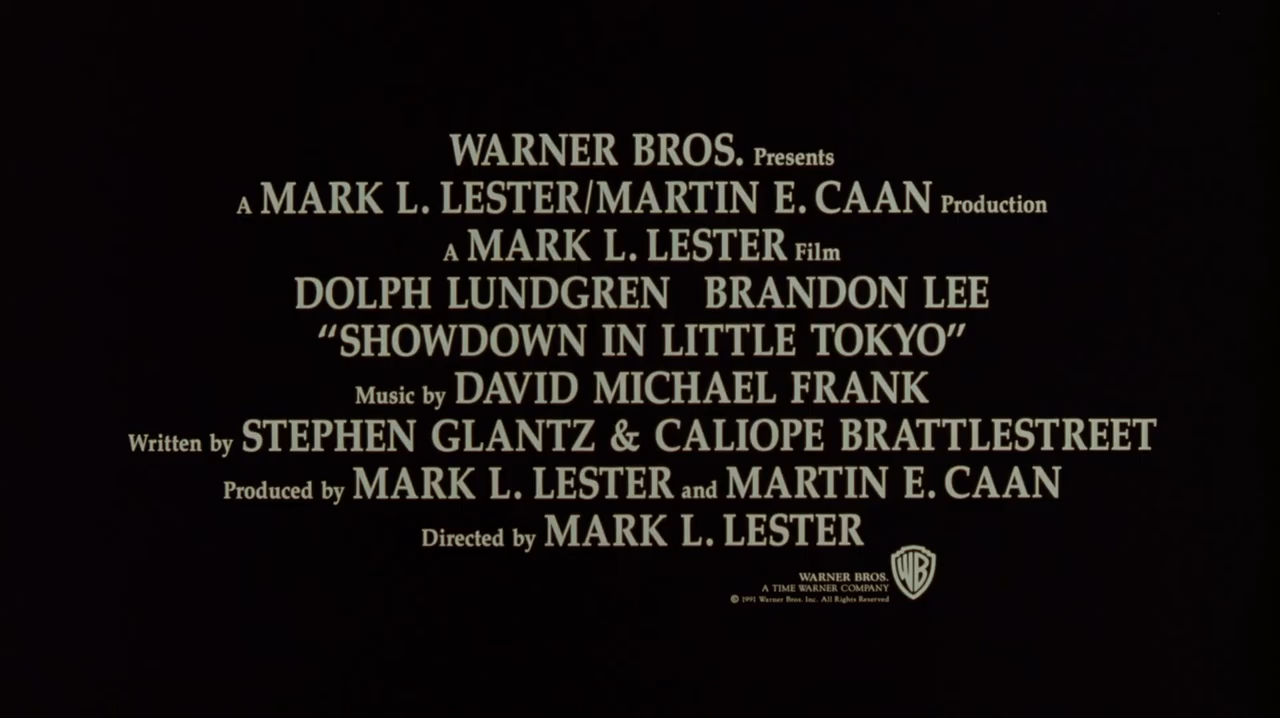 WARNER BROS. Presents
A MARK L. LESTER/MARTIN E. CAAN Production
A MARK L. LESTER Film
DOLPH LUNDGREN BRANDON LEE
“SHOWDOWN IN LITTLE TOKYO”
Music by DAVID MICHAEL FRANK
Written by STEPHEN GLANTZ & CALIOPE BRATTLESTREET
Produced by MARK L. LESTER and MARTIN E. CAAN
Directed by MARK L. LESTER
WB
WARNER BROS.
A TIME WARNER COMPANY
© 1991 Warner Bros. Inc. All Rights Reserved